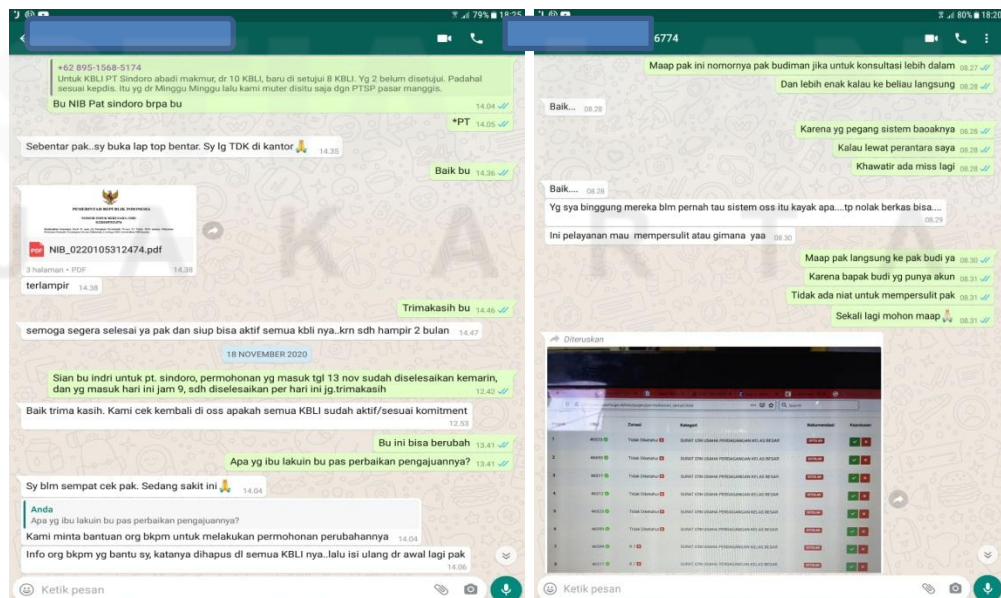 79% 18:25
+62 895-1568-5174
Untuk KBLI PT Sindoro abadi makmur, dr 10 KBLI, baru di setujui 8 KBLI. Yg 2 belum disetujui. Padahal
sesuai kepdis. Itu yg dr Minggu Minggu lalu kami muter disitu saja dgn PTSP pasar manggis.
Bu NIB Pat sindoro brpa bu
14.04
*PT 14.05
Sebentar pak..sy buka lap top bentar. Sy lg TDK di kantor🙏 14.35
Baik bu 14.36
PEMERINTAH REPUBLIK INDONESIA
NIB_0220105312474.pdf
3 halaman • PDF 14.38
terlampir 14.38
Trimakasih bu 14.46
semoga segera selesai ya pak dan siup bisa aktif semua kbli nya..krn sdh hampir 2 bulan 14.47
18 NOVEMBER 2020
Sian bu indri untuk pt. sindoro, permohonan yg masuk tgl 13 nov sudah diselesaikan kemarin,
dan yg masuk hari ini jam 9, sdh diselesaikan per hari ini jg.trimakasih 12.42
Baik trima kasih. Kami cek kembali di oss apakah semua KBLI sudah aktif/sesuai komitment
12.53
Bu ini bisa berubah 13.41
Apa yg ibu lakuin bu pas perbaikan pengajuannya? 13.41
Sy blm sempat cek pak. Sedang sakit ini🙏 14.04
Anda
Apa yg ibu lakuin bu pas perbaikan pengajuannya?
Kami minta bantuan org bkpm untuk melakukan permohonan perubahannya 14.04
Info org bkpm yg bantu sy, katanya dihapus dl semua KBLI nya..lalu isi ulang dr awal lagi pak
14.06
Ketik pesan
80% 18:20
6774
Maap pak ini nomornya pak budiman jika untuk konsultasi lebih dalam 08.27
Dan lebih enak kalau ke beliau langsung 08.28
Baik... 08.28
Karena yg pegang sistem baoaknya 08.28
Kalau lewat perantara saya 08.28
Khawatir ada miss lagi 08.28
Baik.... 08.28
Yg sya binggung mereka blm pernah tau sistem oss itu kayak apa....tp nolak berkas bisa....
08.29
Ini pelayanan mau mempersulit atau gimana yaa 08.30
Maap pak langsung ke pak budi ya 08.30
Karena bapak budi yg punya akun 08.31
Tidak ada niat untuk mempersulit pak 08.31
Sekali lagi mohon maap🙏 08.31
Diteruskan
Ketik pesan
JAKARTA